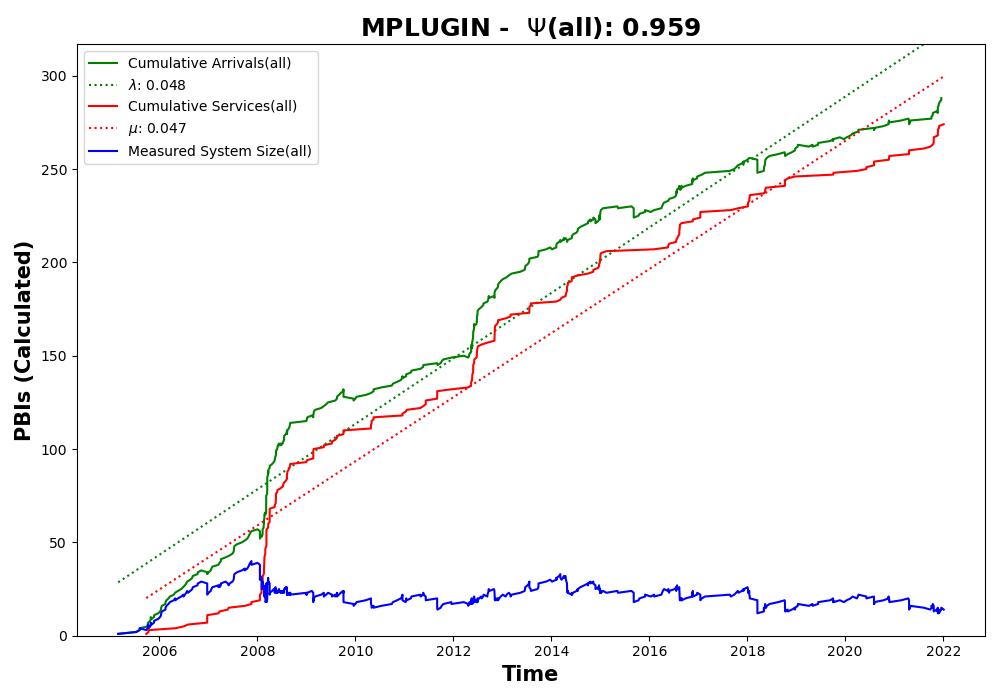 MPLUGIN - Ψ(all): 0.959
Cumulative Arrivals(all)
λ: 0.048
Cumulative Services(all)
μ: 0.047
Measured System Size(all)
PBIs (Calculated)
300
250
200
150
100
50
0
2006 2008 2010 2012 2014 2016 2018 2020 2022
Time